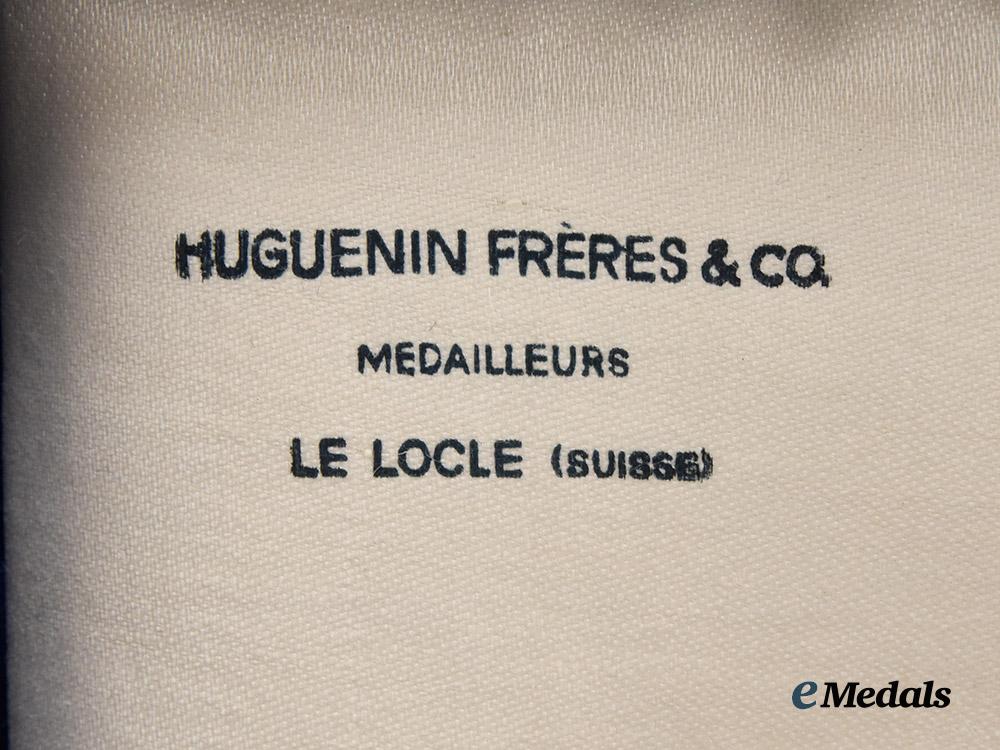 HUGUENIN FRÈRES & CO.
MEDAILLEURS
LE LOCLE (SUISSE)
eMedals